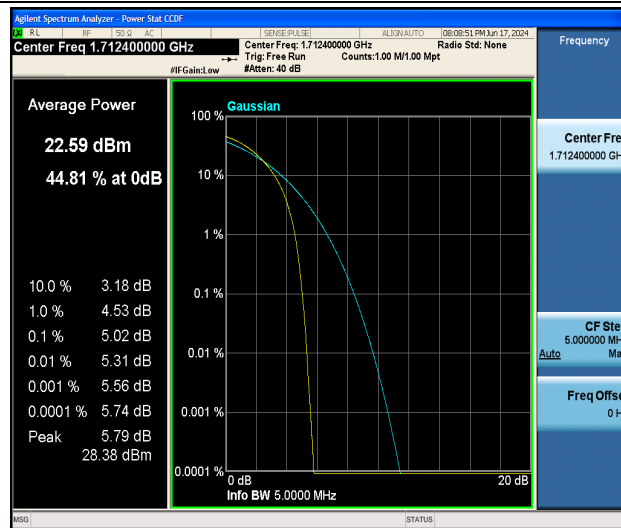 Agilent Spectrum Analyzer - Power Stat CCDF
RL RF 50 Ω AC SENSE:PULSE ALIGN AUTO 08:08:51 PM Jun 17, 2024
Center Freq 1.712400000 GHz
Center Freq: 1.712400000 GHz Radio Std: None
Trig: Free Run Counts:1.00 M/1.00 Mpt
#IFGain:Low #Atten: 40 dB
Frequency
Average Power
22.59 dBm
44.81 % at 0dB
10.0 % 3.18 dB
1.0 % 4.53 dB
0.1 % 5.02 dB
0.01 % 5.31 dB
0.001 % 5.56 dB
0.0001 % 5.74 dB
Peak 5.79 dB
28.38 dBm
Gaussian
100 %
10 %
1 %
0.1 %
0.01 %
0.001 %
0.0001 %
0 dB 20 dB
Info BW 5.0000 MHz
Center Fre
1.712400000 GH
CF Ste
5.000000 MH
Auto Ma
Freq Offse
0 H
MSG STATUS